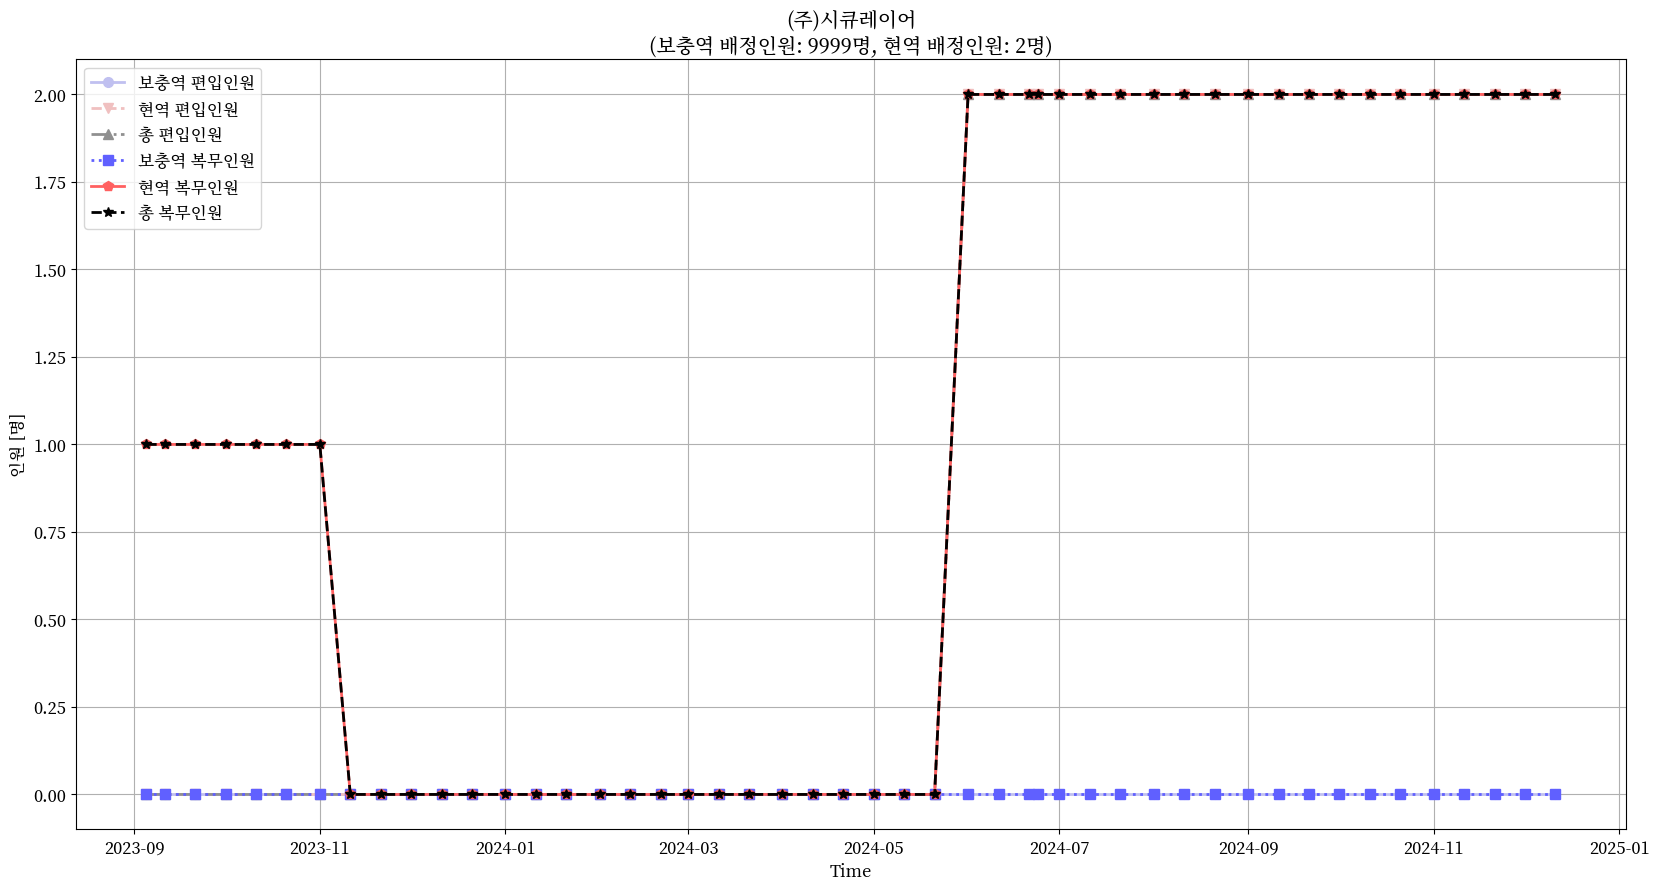 (주)시큐레이어
(보충역 배정인원: 9999명, 현역 배정인원: 2명)
보충역 편입인원
현역 편입인원
총 편입인원
보충역 복무인원
현역 복무인원
총 복무인원
2.00
1.75
1.50
1.25
1.00
0.75
0.50
0.25
0.00
인원 [명]
2023-09
2023-11
2024-01
2024-03
2024-05
2024-07
2024-09
2024-11
2025-01
Time